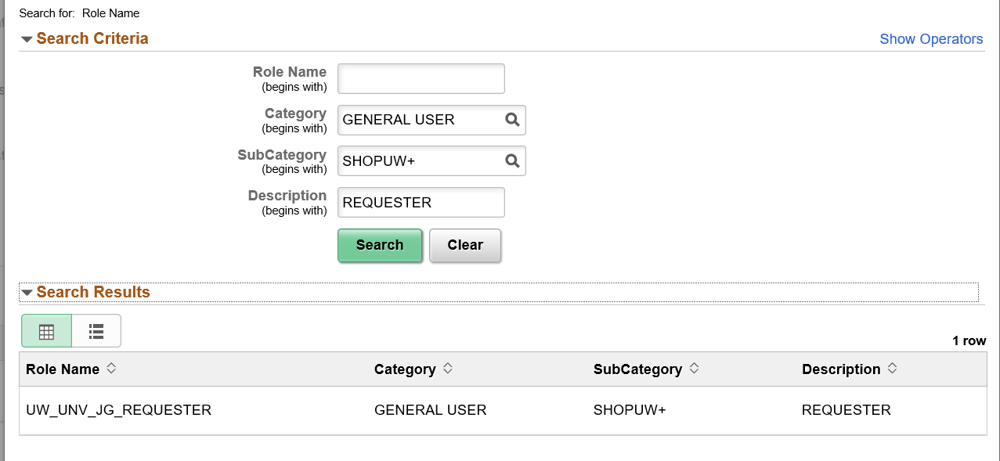 Search for: Role Name
Search Criteria
Show Operators
Role Name
(begins with)
Category
(begins with)
GENERAL USER
SubCategory
(begins with)
SHOPUW+
Description
(begins with)
REQUESTER
Search Clear
Search Results
1 row
Role Name Category SubCategory Description
UW_UNV_JG_REQUESTER GENERAL USER SHOPUW+ REQUESTER